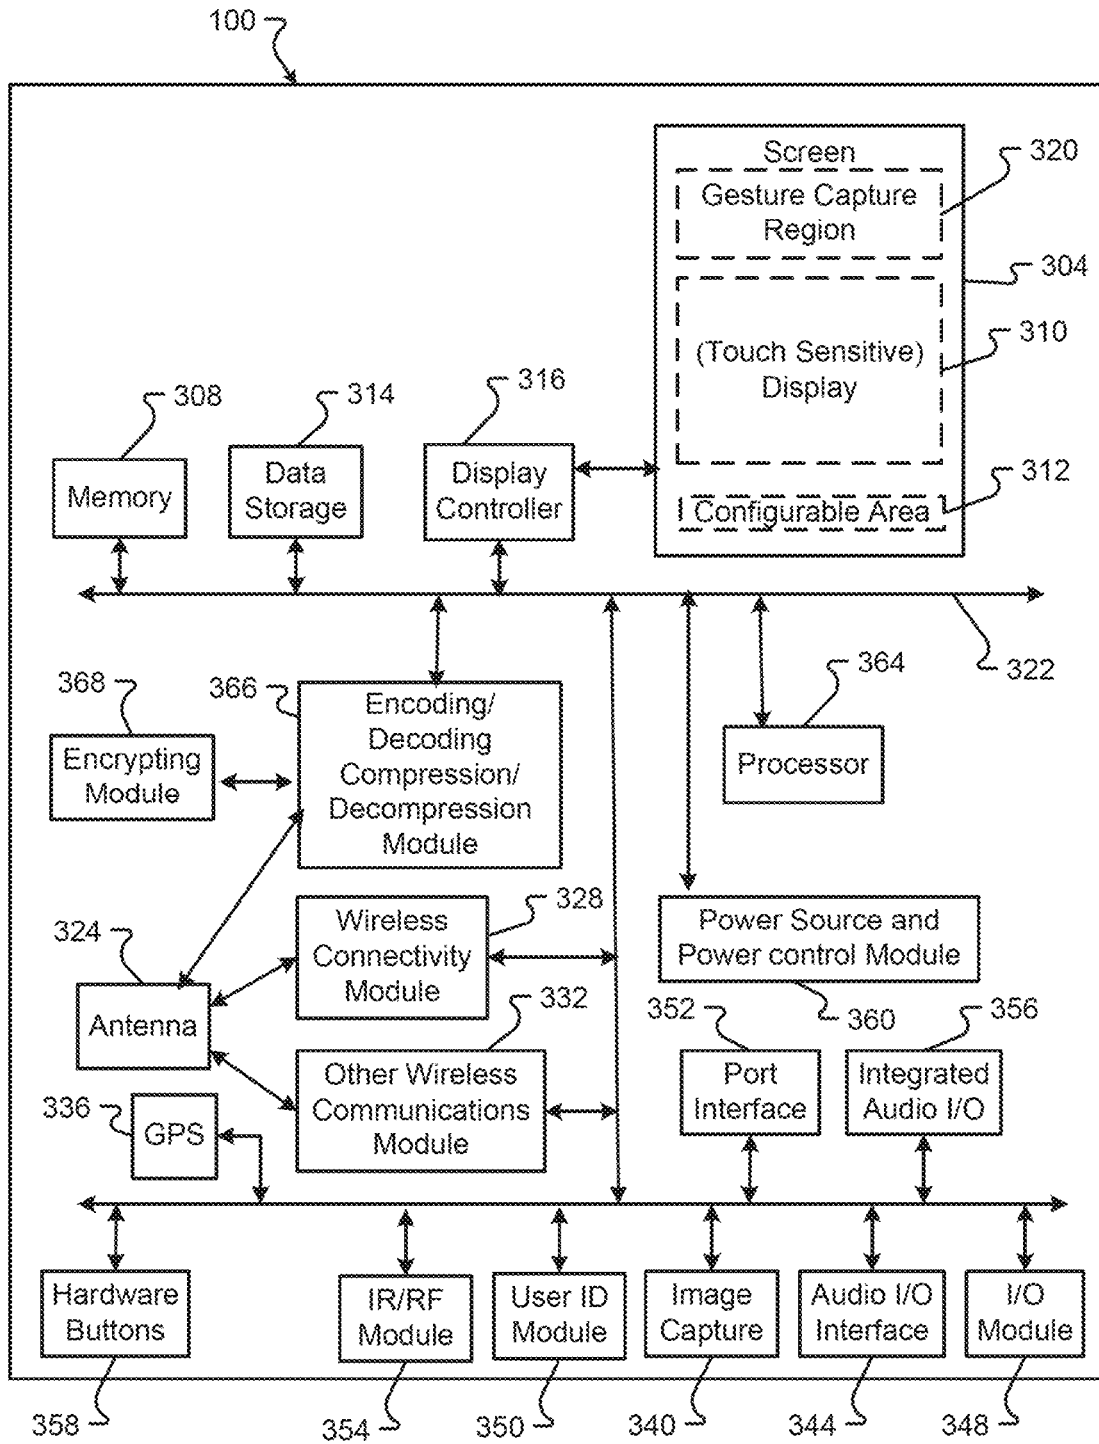 100
Screen
320
Gesture Capture
Region
304
310
(Touch Sensitive)
Display
308
314
316
312
Memory
Data
Storage
Display
Controller
Configurable Area
322
368
366
364
Encoding/
Decoding
Compression/
Decompression
Module
Encrypting
Module
Processor
324
328
Wireless
Connectivity
Module
Power Source and
Power control Module
Antenna
332
352
360
356
336
GPS
Other Wireless
Communications
Module
Port
Interface
Integrated
Audio I/O
Hardware
Buttons
IR/RF
Module
User ID
Module
Image
Capture
Audio I/O
Interface
I/O
Module
358
354
350
340
344
348